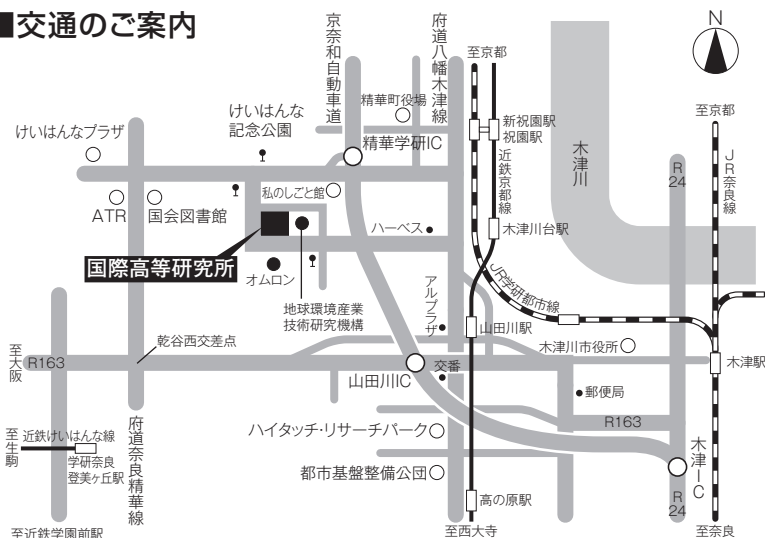 ■交通のご案内
N
京奈和自動車道
府道八幡木津線
至京都
精華町役場
けいはんな
記念公園
けいはんなプラザ
精華学研IC
新祝園駅
祝園駅
近鉄京都線
木津川
至京都
JR奈良線
R
24
ATR
国会図書館
私のしごと館
ハーベス
木津川台駅
国際高等研究所
オムロン
地球環境産業
技術研究機構
アルプラザ
JR学研都市線
山田川駅
木津川市役所
乾谷西交差点
至大阪
R163
山田川IC
交番
木津駅
郵便局
R163
ハイタッチ・リサーチパーク
木津IC
至生駒
近鉄けいはんな線
学研奈良
登美ヶ丘駅
府道奈良精華線
都市基盤整備公団
高の原駅
R
24
至近鉄学園前駅
至西大寺
至奈良